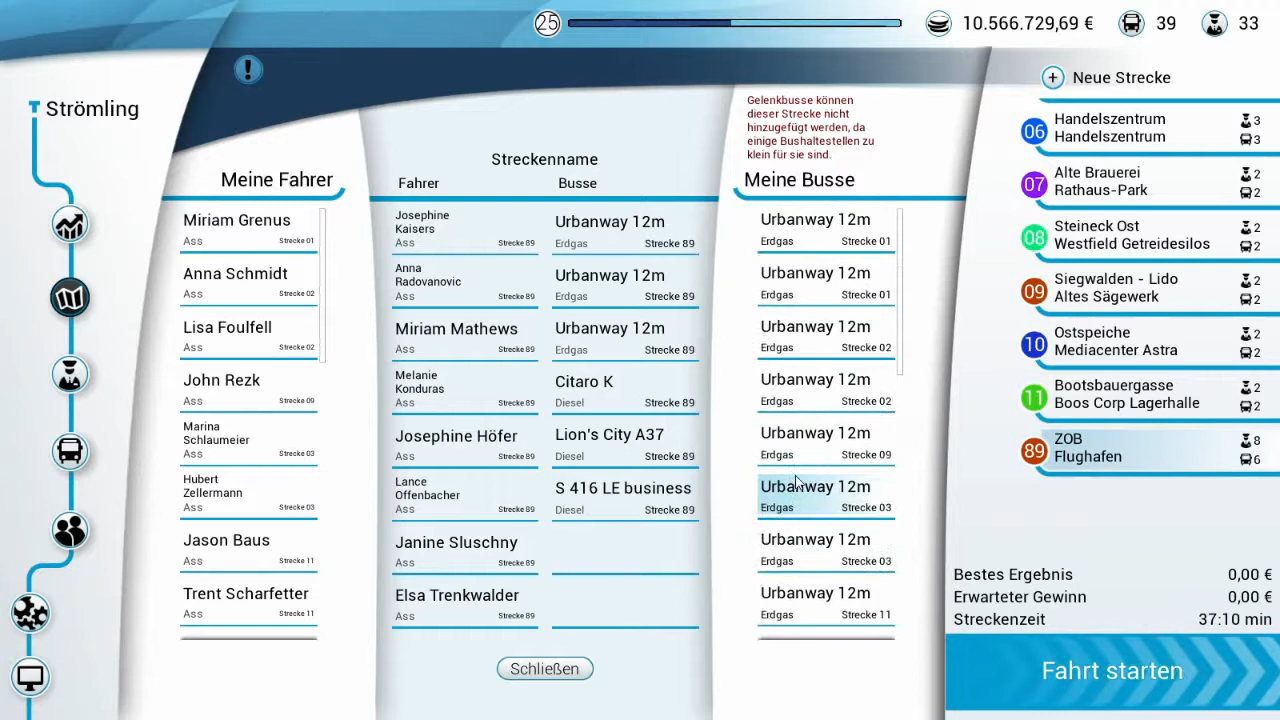 25
10.566.729,69 €
39
33
Strömling
Meine Fahrer
Miriam Grenus
Ass Strecke 01
Anna Schmidt
Ass Strecke 02
Lisa Foulfell
Ass Strecke 02
John Rezk
Ass Strecke 09
Marina
Schlaumeier
Ass Strecke 03
Hubert
Zellermann
Ass Strecke 03
Jason Baus
Ass Strecke 11
Trent Scharfetter
Ass Strecke 11
Streckenname
Fahrer Busse
Josephine
Kaisers
Ass Strecke 89
Urbanway 12m
Erdgas Strecke 89
Anna
Radovanovic
Ass Strecke 89
Urbanway 12m
Erdgas Strecke 89
Miriam Mathews
Ass Strecke 89
Urbanway 12m
Erdgas Strecke 89
Melanie
Konduras
Ass Strecke 89
Citaro K
Diesel Strecke 89
Josephine Höfer
Ass Strecke 89
Lion's City A37
Diesel Strecke 89
Lance
Offenbacher
Ass Strecke 89
S 416 LE business
Diesel Strecke 89
Janine Sluschny
Ass Strecke 89
Elsa Trenkwalder
Ass Strecke 89
Schließen
Gelenkbusse können
dieser Strecke nicht
hinzugefügt werden, da
einige Bushaltestellen zu
klein für sie sind.
Meine Busse
Urbanway 12m
Erdgas Strecke 01
Urbanway 12m
Erdgas Strecke 01
Urbanway 12m
Erdgas Strecke 02
Urbanway 12m
Erdgas Strecke 02
Urbanway 12m
Erdgas Strecke 09
Urbanway 12m
Erdgas Strecke 03
Urbanway 12m
Erdgas Strecke 03
Urbanway 12m
Erdgas Strecke 11
Neue Strecke
06 Handelszentrum 3
Handelszentrum 3
07 Alte Brauerei 2
Rathaus-Park 2
08 Steineck Ost 2
Westfield Getreidesilos 2
09 Siegwalden - Lido 2
Altes Sägewerk 2
10 Ostspeiche 2
Mediacenter Astra 2
11 Bootsbauergasse 2
Boos Corp Lagerhalle 2
89 ZOB 8
Flughafen 6
Bestes Ergebnis 0,00 €
Erwarteter Gewinn 0,00 €
Streckenzeit 37:10 min
Fahrt starten